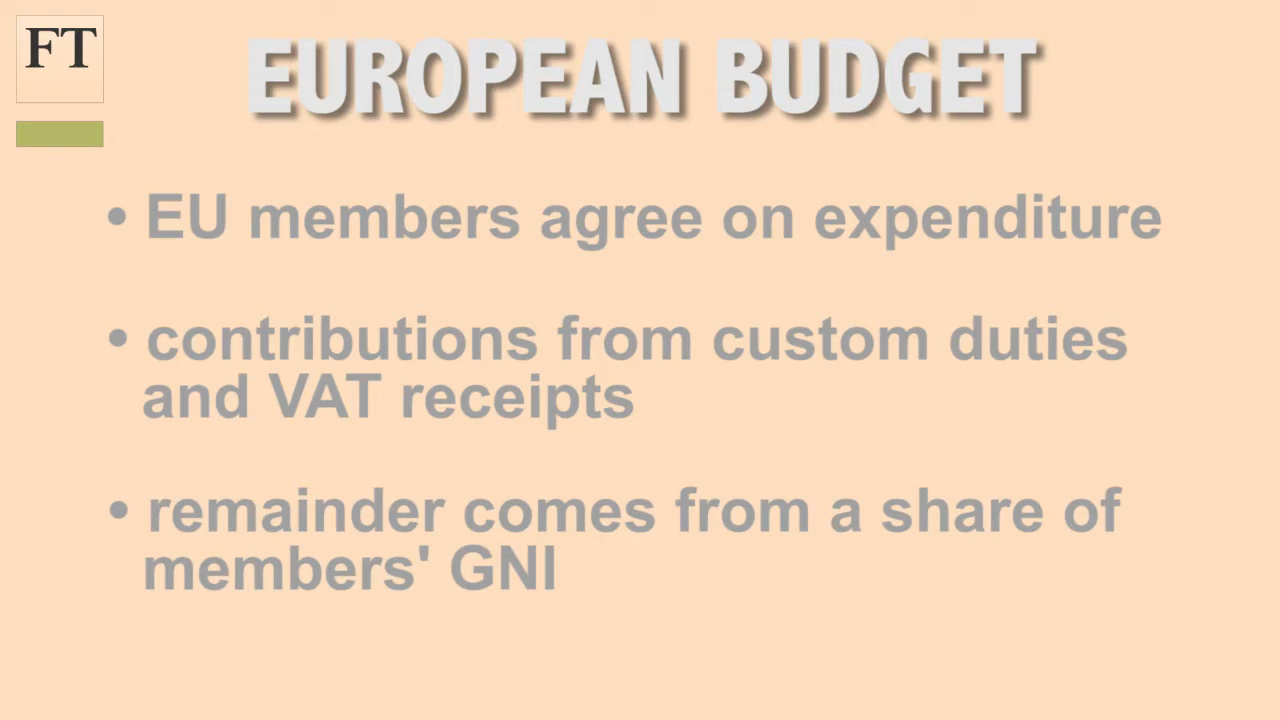 FT
EUROPEAN BUDGET
• EU members agree on expenditure
• contributions from custom duties
and VAT receipts
• remainder comes from a share of
members' GNI